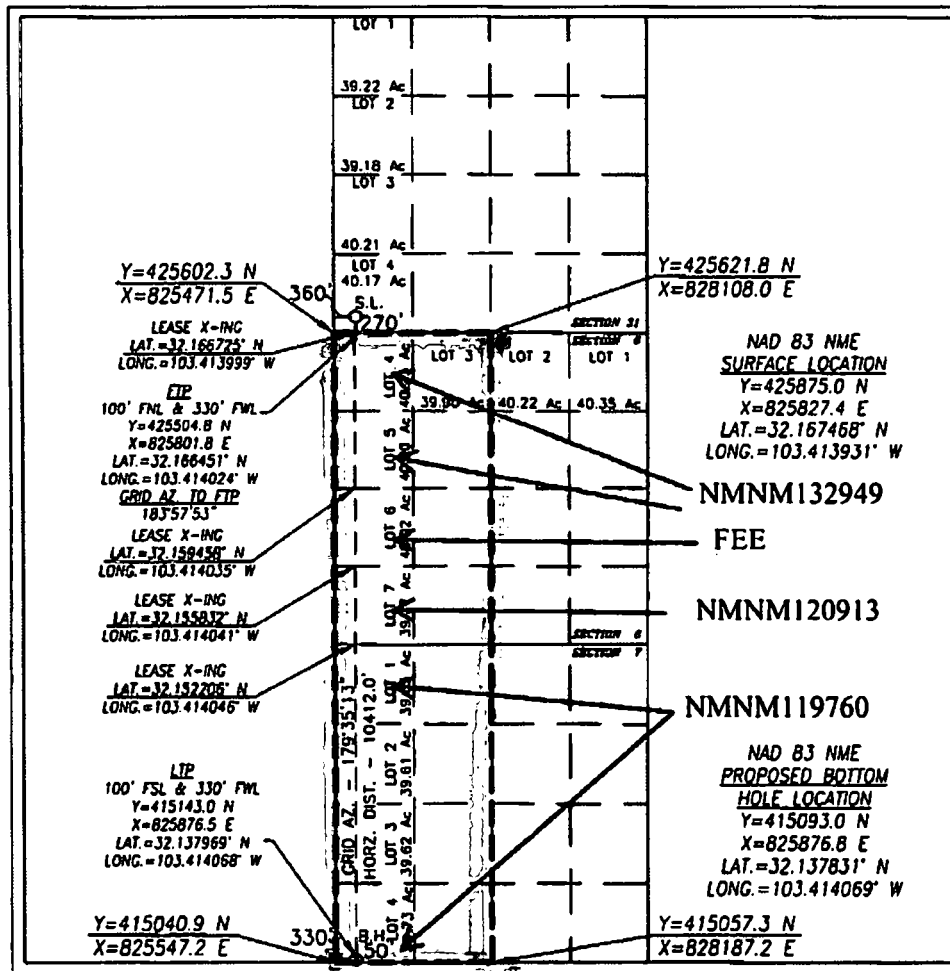 LOT 1
39.22 Ac
LOT 2
39.18 Ac
LOT 3
40.21 Ac
LOT 4
40.17 Ac
Y=425602.3 N
X=825471.5 E
360'
S.L.
270'
Y=425621.8 N
X=828108.0 E
SECTION 31
SECTION 6
LEASE X-ING
LAT.=32.166725° N
LONG.=103.413999° W
FTP
100' FNL & 330' FWL
Y=425504.8 N
X=825801.8 E
LAT.=32.166451° N
LONG.=103.414024° W
GRID AZ. TO FTP
183°57'53"
LEASE X-ING
LAT.=32.159458° N
LONG.=103.414035° W
LEASE X-ING
LAT.=32.155832° N
LONG.=103.414041° W
LEASE X-ING
LAT.=32.152206° N
LONG.=103.414046° W
LTP
100' FSL & 330' FWL
Y=415143.0 N
X=825876.5 E
LAT.=32.137969° N
LONG.=103.414068° W
Y=415040.9 N
X=825547.2 E
LOT 4
LOT 3
LOT 2
LOT 1
39.90 Ac
40.22 Ac
40.35 Ac
LOT 5
LOT 6
LOT 7
SECTION 6
SECTION 7
LOT 1
LOT 2
39.61 Ac
LOT 3
39.62 Ac
LOT 4
GRID AZ. - 179°35'13"
HORZ. DIST. - 10412.0'
330'
B.H.
50'
NAD 83 NME
SURFACE LOCATION
Y=425875.0 N
X=825827.4 E
LAT.=32.167468° N
LONG.=103.413931° W
NMNM132949
FEE
NMNM120913
NMNM119760
NAD 83 NME
PROPOSED BOTTOM
HOLE LOCATION
Y=415093.0 N
X=825876.8 E
LAT.=32.137831° N
LONG.=103.414069° W
Y=415057.3 N
X=828187.2 E